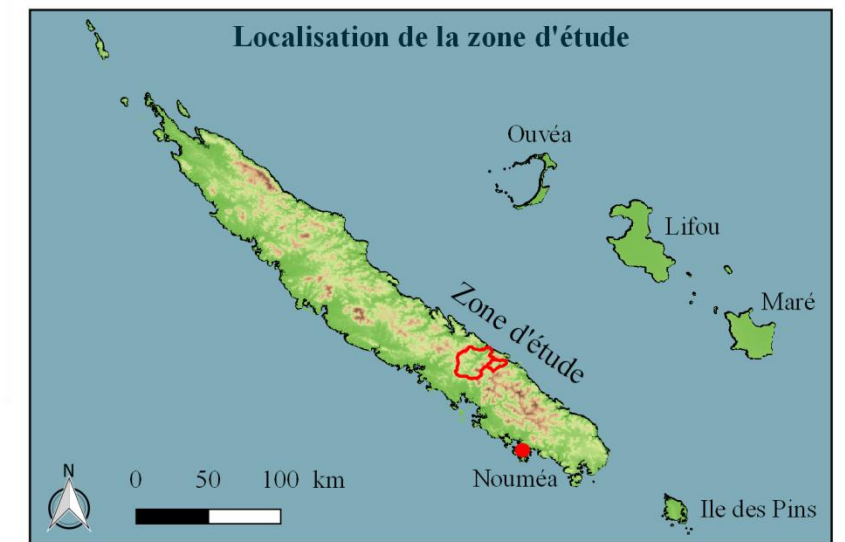 Localisation de la zone d'étude
Ouvéa
Lifou
Maré
Zone d'étude
N
0 50 100 km
Nouméa
Ile des Pins